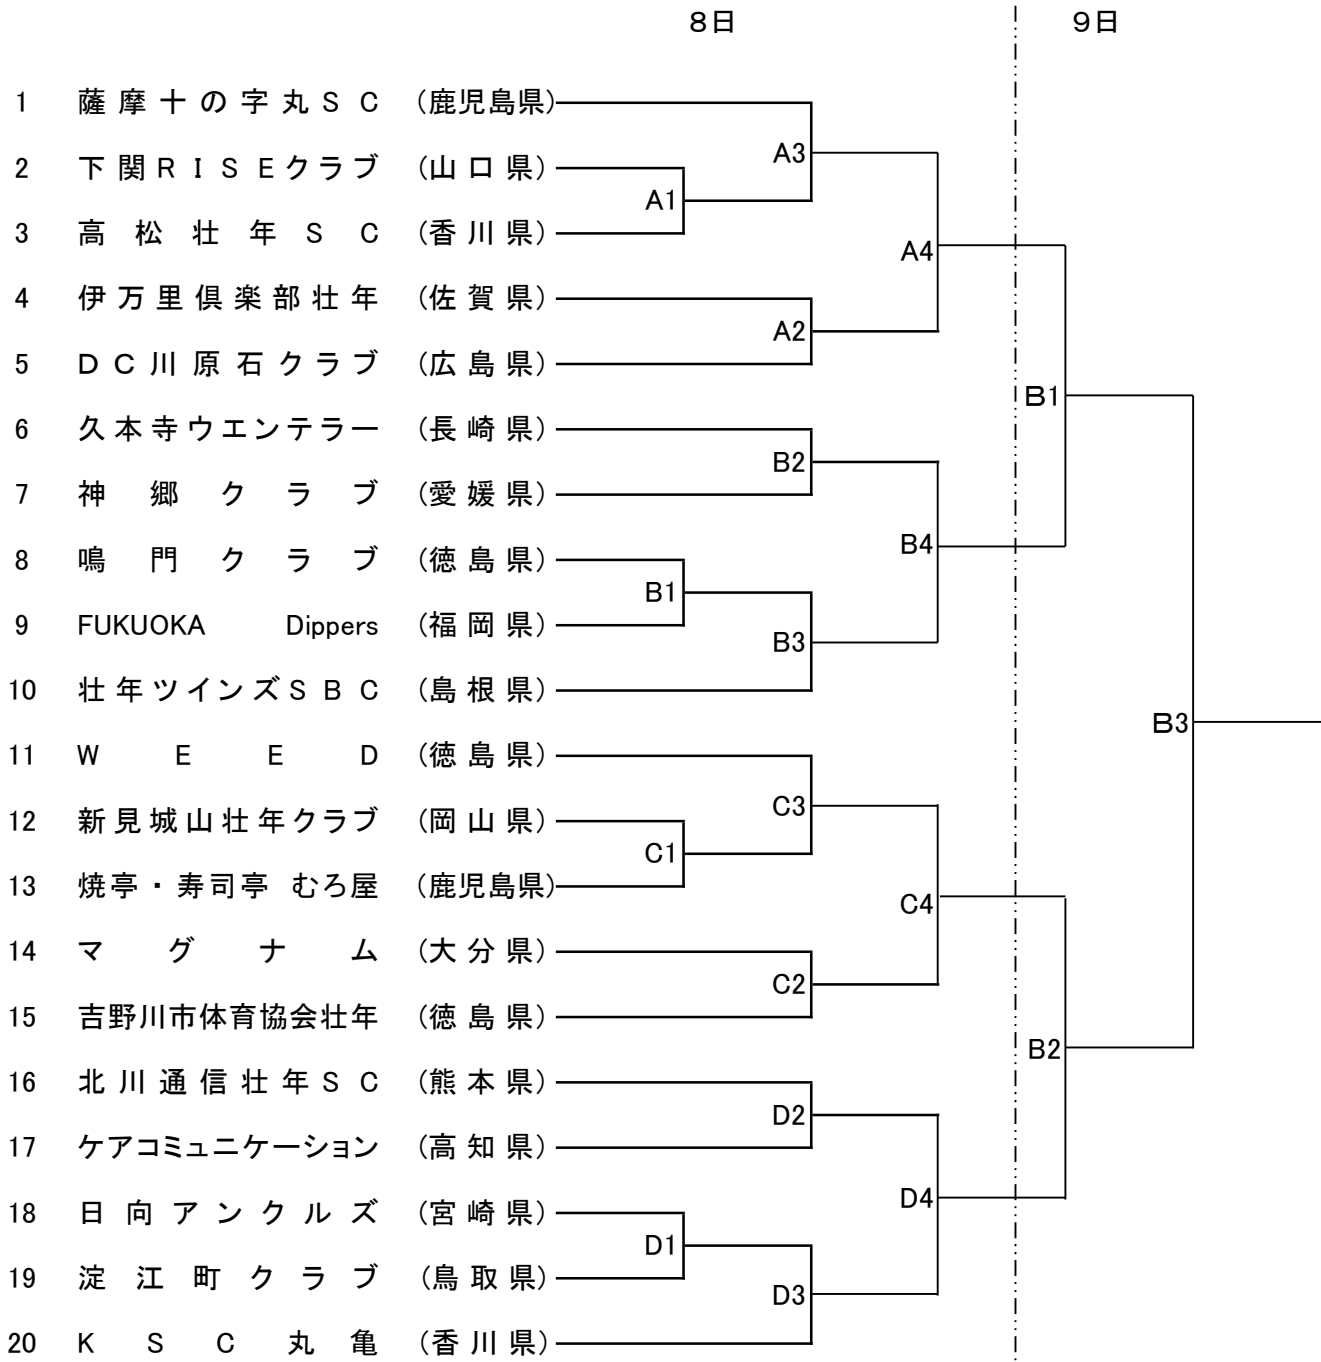 ８日 ９日
1 薩摩十の字丸ＳＣ (鹿児島県)
A3
2 下関ＲＩＳＥクラブ (山口県)
A1
3 高松壮年ＳＣ (香川県)
A4
4 伊万里倶楽部壮年 (佐賀県)
A2
5 ＤＣ川原石クラブ (広島県)
B1
6 久本寺ウエンテラー (長崎県)
B2
7 神郷クラブ (愛媛県)
B4
8 鳴門クラブ (徳島県)
B1
9 FUKUOKA Dippers (福岡県)
B3
10 壮年ツインズＳＢＣ (島根県)
B3
11 ＷＥＥＤ (徳島県)
C3
12 新見城山壮年クラブ (岡山県)
C1
13 焼亭・寿司亭 むろ屋 (鹿児島県)
C4
14 マグナム (大分県)
C2
15 吉野川市体育協会壮年 (徳島県)
B2
16 北川通信壮年ＳＣ (熊本県)
D2
17 ケアコミュニケーション (高知県)
D4
18 日向アンクルズ (宮崎県)
D1
19 淀江町クラブ (鳥取県)
D3
20 ＫＳＣ丸亀 (香川県)